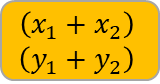 (x₁ + x₂)
(y₁ + y₂)